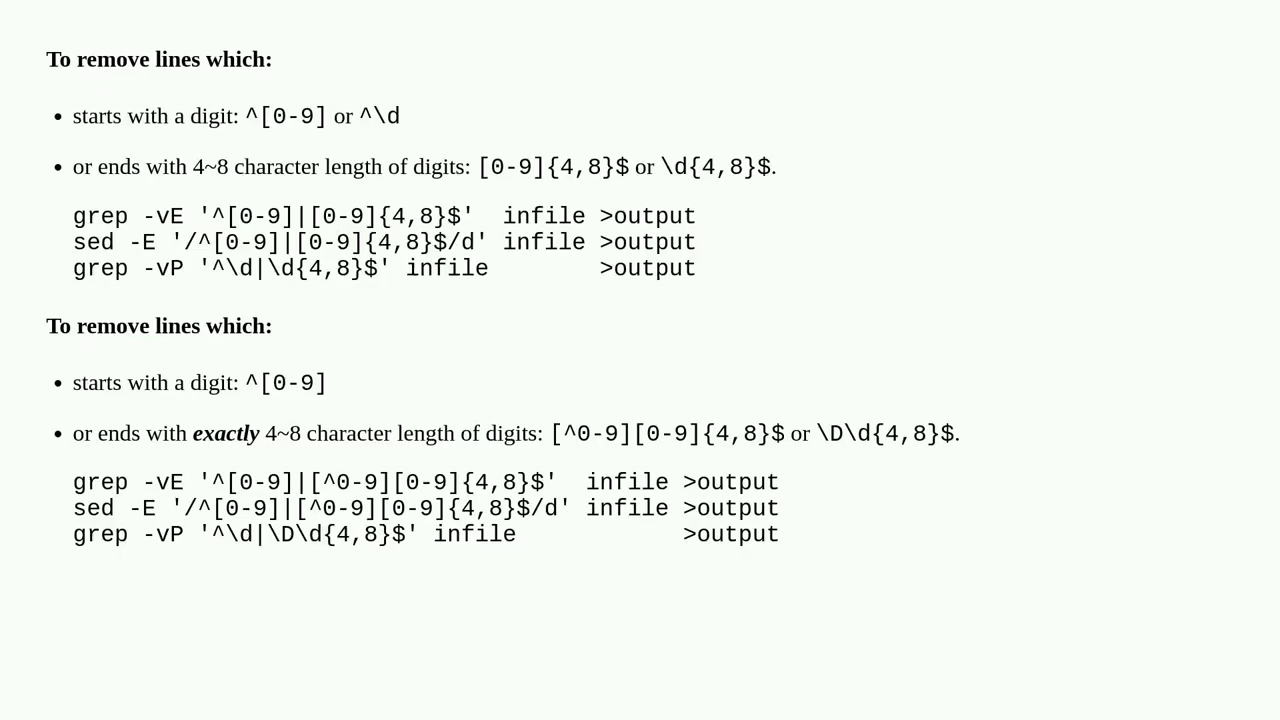 To remove lines which:
• starts with a digit: ^[0-9] or ^\d
• or ends with 4~8 character length of digits: [0-9]{4,8}$ or \d{4,8}$.
grep -vE '^[0-9]|[0-9]{4,8}$'  infile >output
sed -E '/^[0-9]|[0-9]{4,8}$/d' infile >output
grep -vP '^\d|\d{4,8}$' infile        >output
To remove lines which:
• starts with a digit: ^[0-9]
• or ends with exactly 4~8 character length of digits: [^0-9][0-9]{4,8}$ or \D\d{4,8}$.
grep -vE '^[0-9]|[^0-9][0-9]{4,8}$'  infile >output
sed -E '/^[0-9]|[^0-9][0-9]{4,8}$/d' infile >output
grep -vP '^\d|\D\d{4,8}$' infile            >output